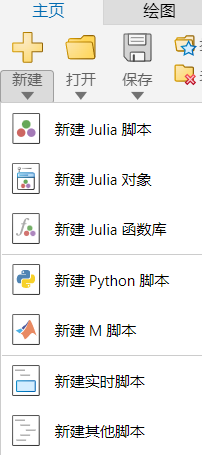 主页 绘图
新建 打开 保存
新建 Julia 脚本
新建 Julia 对象
新建 Julia 函数库
新建 Python 脚本
新建 M 脚本
新建实时脚本
新建其他脚本